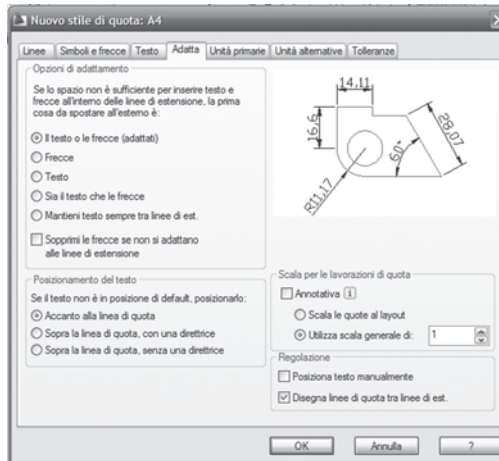 Nuovo stile di quota: A4
Linee
Simboli e frecce
Testo
Adatta
Unità primarie
Unità alternative
Tolleranze
Opzioni di adattamento
Se lo spazio non è sufficiente per inserire testo e
frecce all'interno delle linee di estensione, la prima
cosa da spostare all'esterno è:
Il testo o le frecce (adattati)
Frecce
Testo
Sia il testo che le frecce
Mantieni testo sempre tra linee di est.
Sopprimi le frecce se non si adattano
alle linee di estensione
14,11
16,6
28,07
60°
R11,17
Posizionamento del testo
Se il testo non è in posizione di default, posizionarlo:
Accanto alla linea di quota
Sopra la linea di quota, con una direttrice
Sopra la linea di quota, senza una direttrice
Scala per le lavorazioni di quota
Annotativa
Scala le quote al layout
Utilizza scala generale di: 1
Regolazione
Posiziona testo manualmente
Disegna linee di quota tra linee di est.
OK
Annulla
?